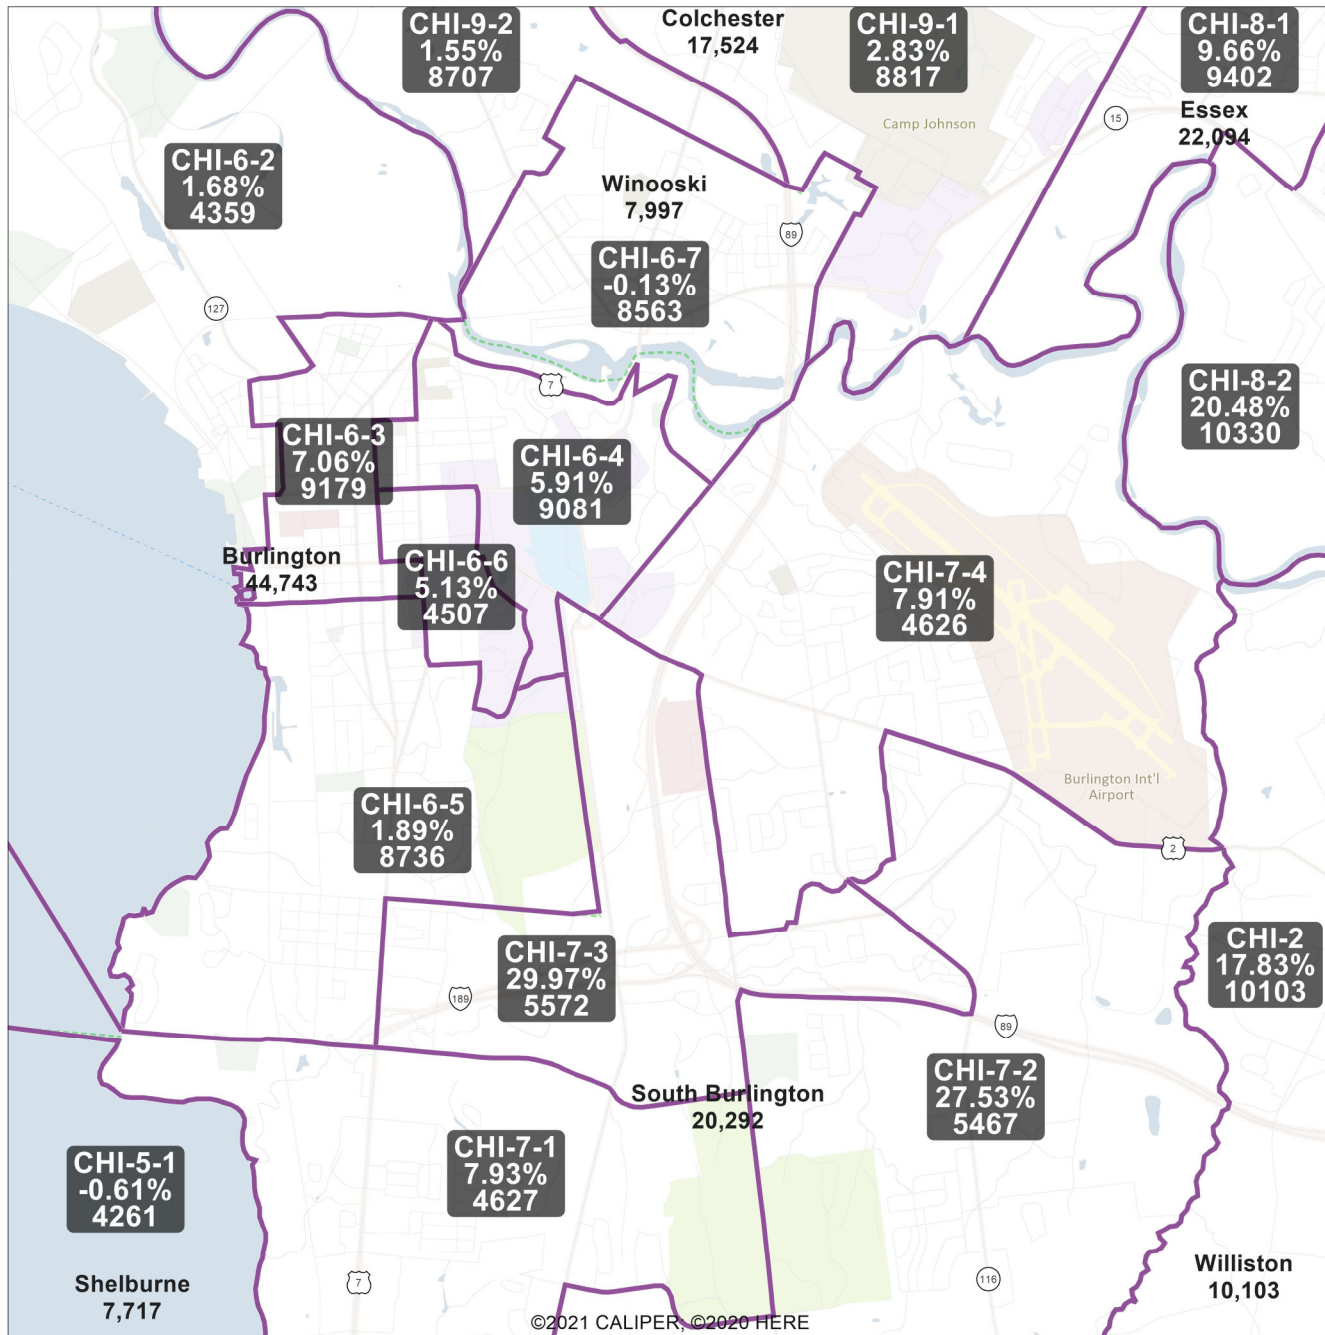 CHI-9-2
1.55%
8707
Colchester
17,524
CHI-9-1
2.83%
8817
CHI-8-1
9.66%
9402
Camp Johnson
15
Essex
22,094
CHI-6-2
1.68%
4359
Winooski
7,997
89
CHI-6-7
-0.13%
8563
127
7
CHI-8-2
20.48%
10330
CHI-6-3
7.06%
9179
CHI-6-4
5.91%
9081
Burlington
44,743
CHI-6-6
5.13%
4507
CHI-7-4
7.91%
4626
Burlington Int'l
Airport
CHI-6-5
1.89%
8736
2
CHI-7-3
29.97%
5572
CHI-2
17.83%
10103
189
89
South Burlington
20,292
CHI-7-2
27.53%
5467
CHI-7-1
7.93%
4627
CHI-5-1
-0.61%
4261
Shelburne
7,717
7
116
Williston
10,103
©2021 CALIPER; ©2020 HERE